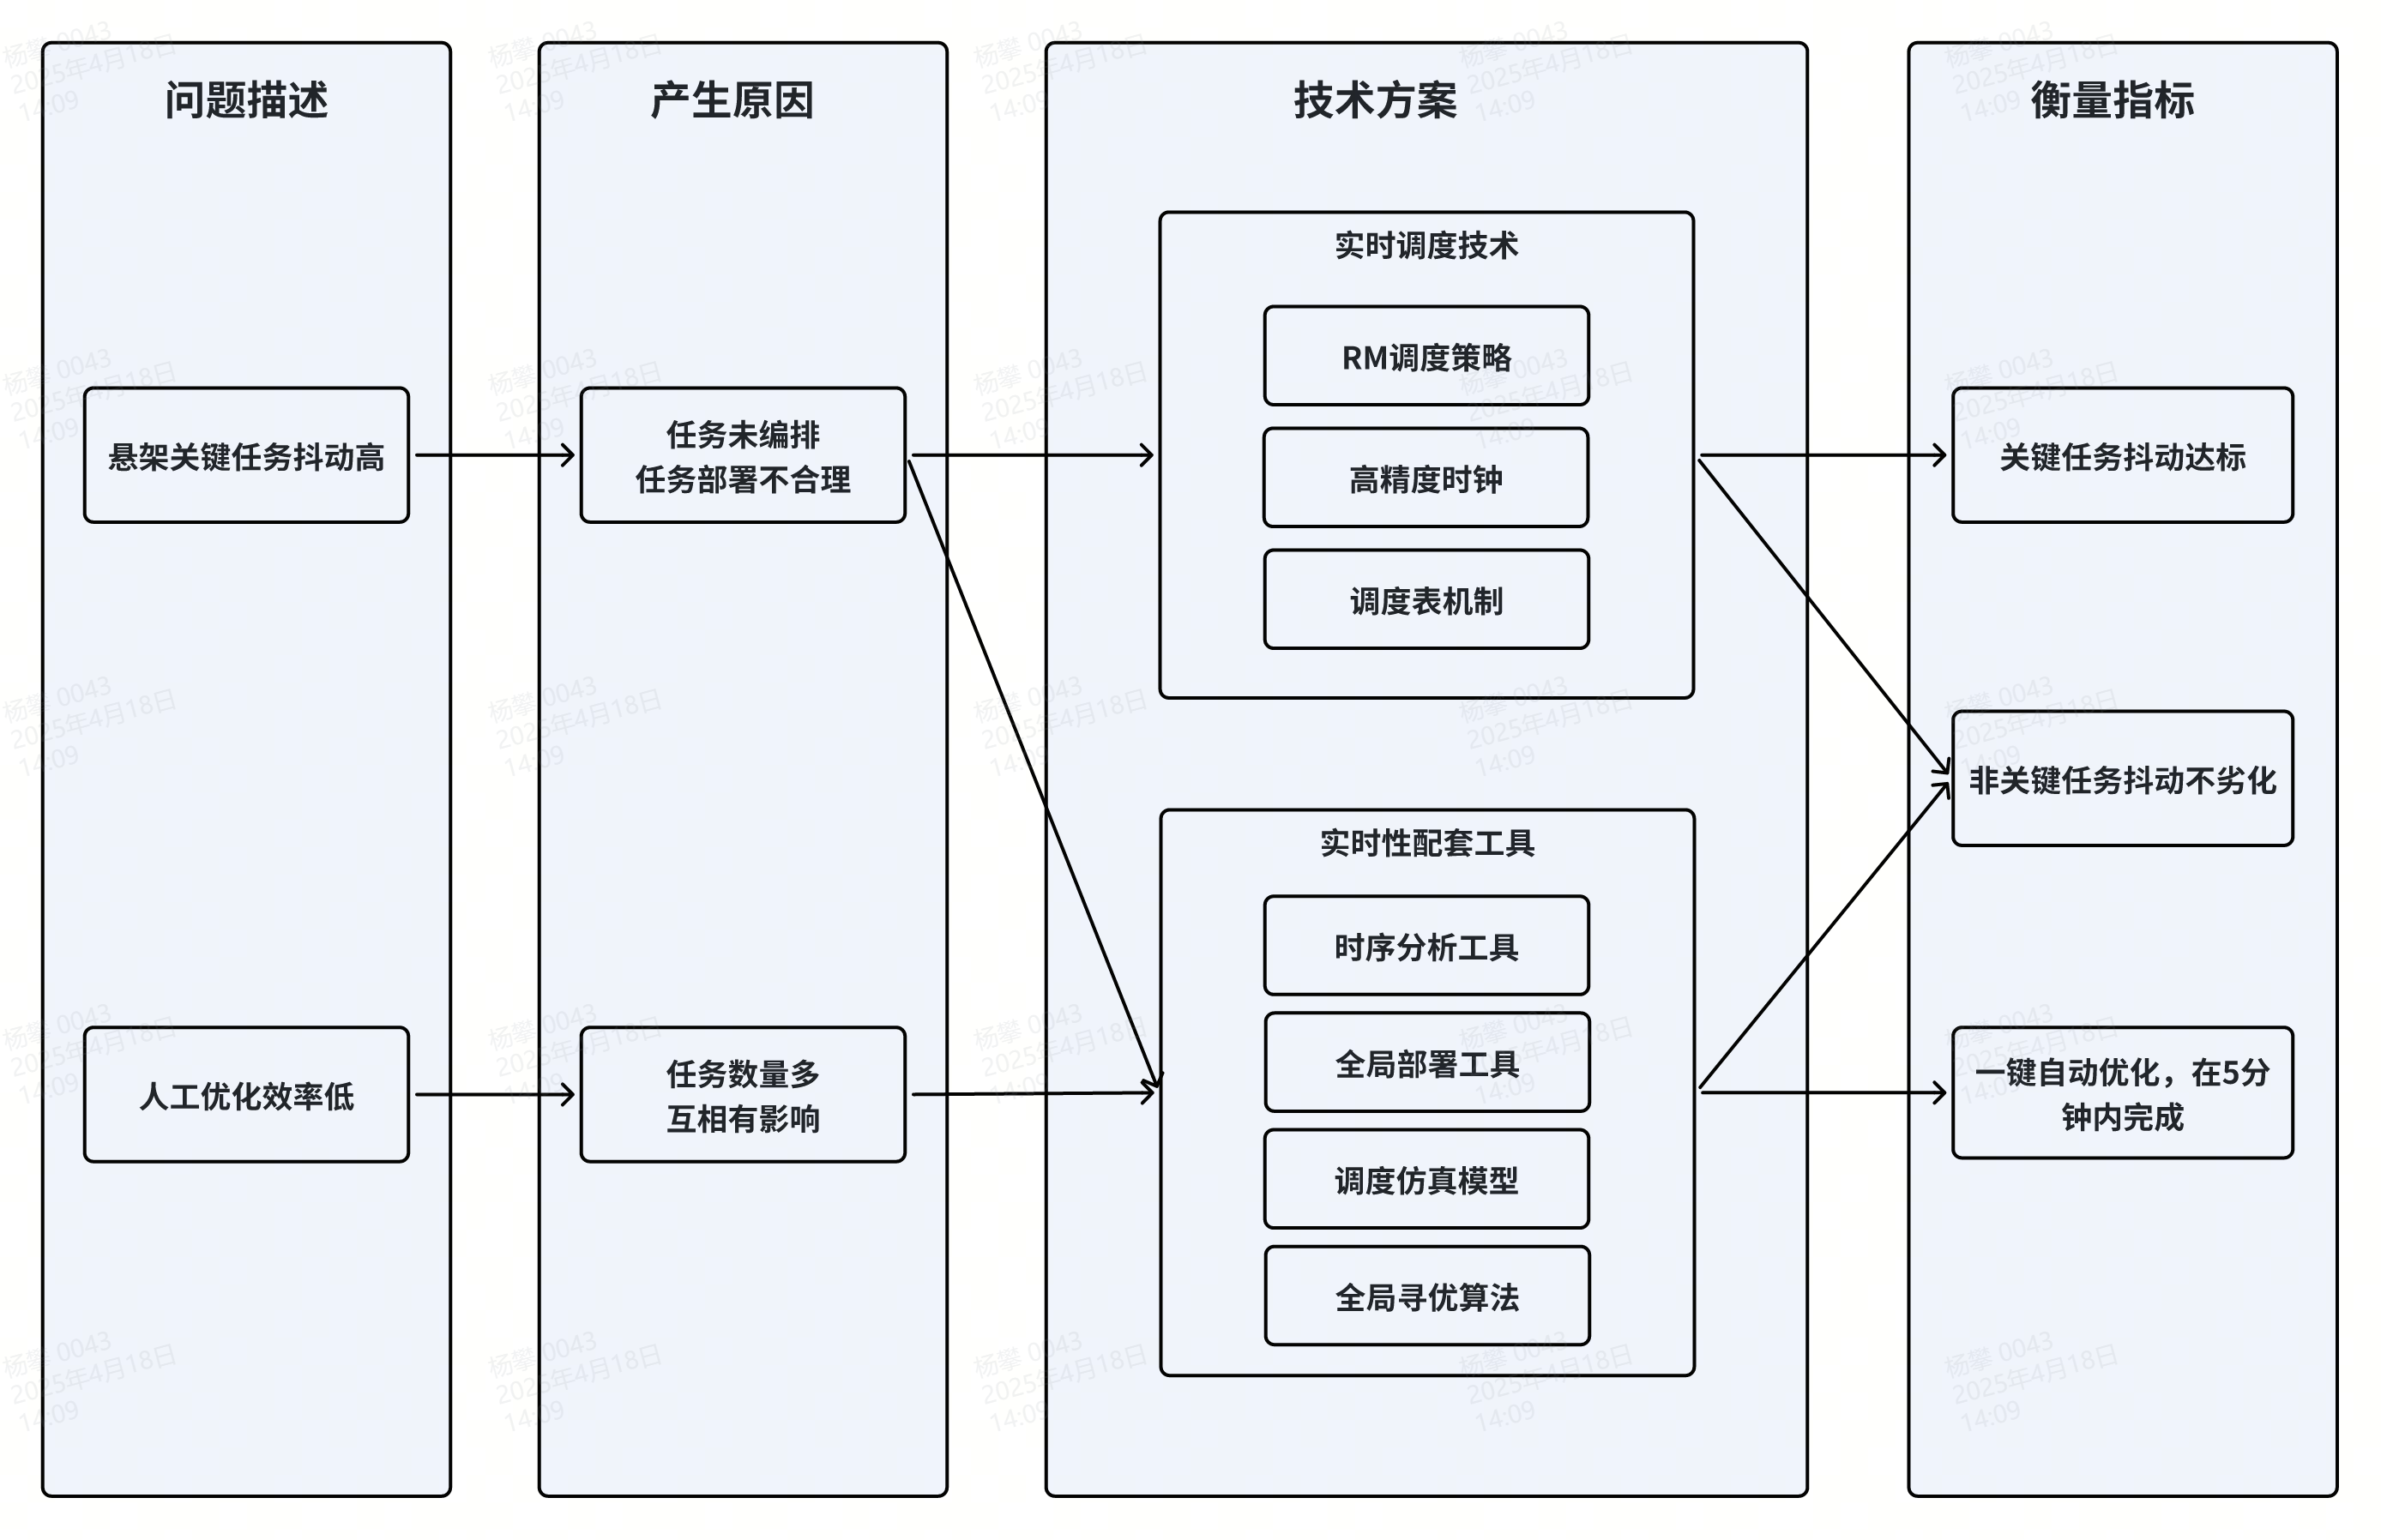 问题描述
悬架关键任务抖动高
人工优化效率低
产生原因
任务未编排
任务部署不合理
任务数量多
互相有影响
技术方案
实时调度技术
RM调度策略
高精度时钟
调度表机制
实时性配套工具
时序分析工具
全局部署工具
调度仿真模型
全局寻优算法
衡量指标
关键任务抖动达标
非关键任务抖动不劣化
一键自动优化，在5分
钟内完成
杨攀 0043
2025年4月18日
14:09